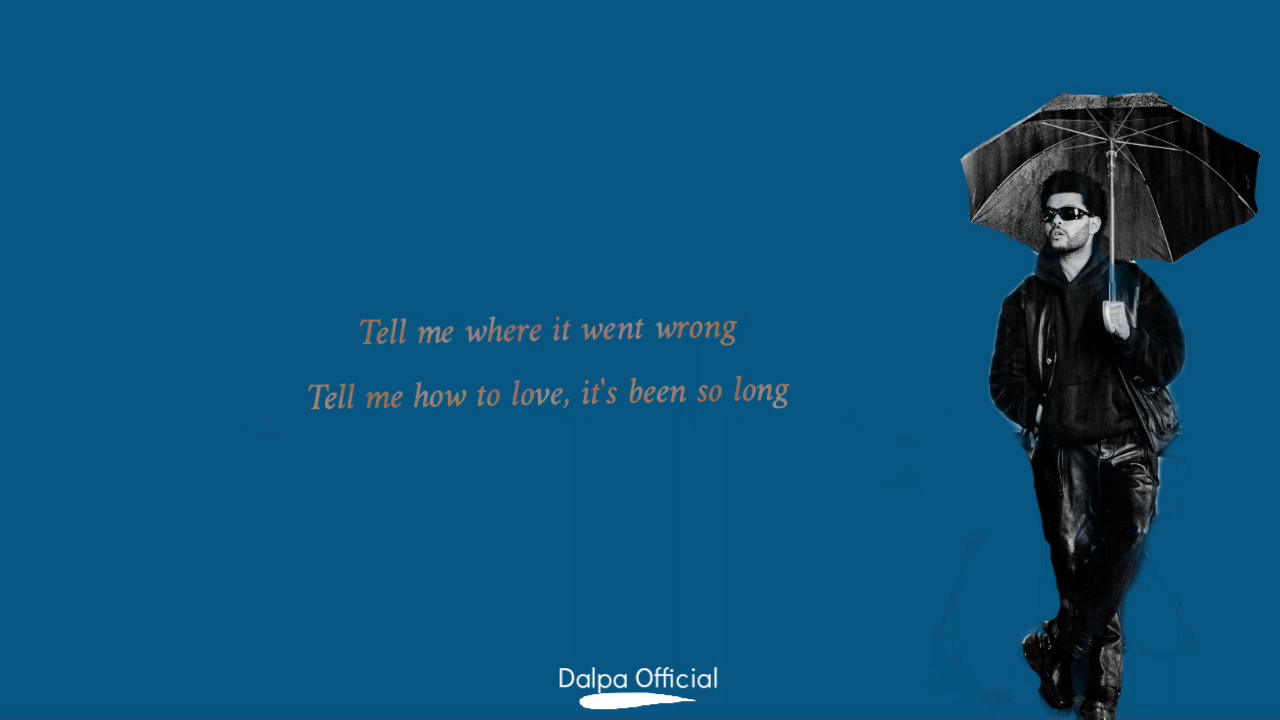 Tell me where it went wrong
Tell me how to love, it's been so long
Dalpa Official